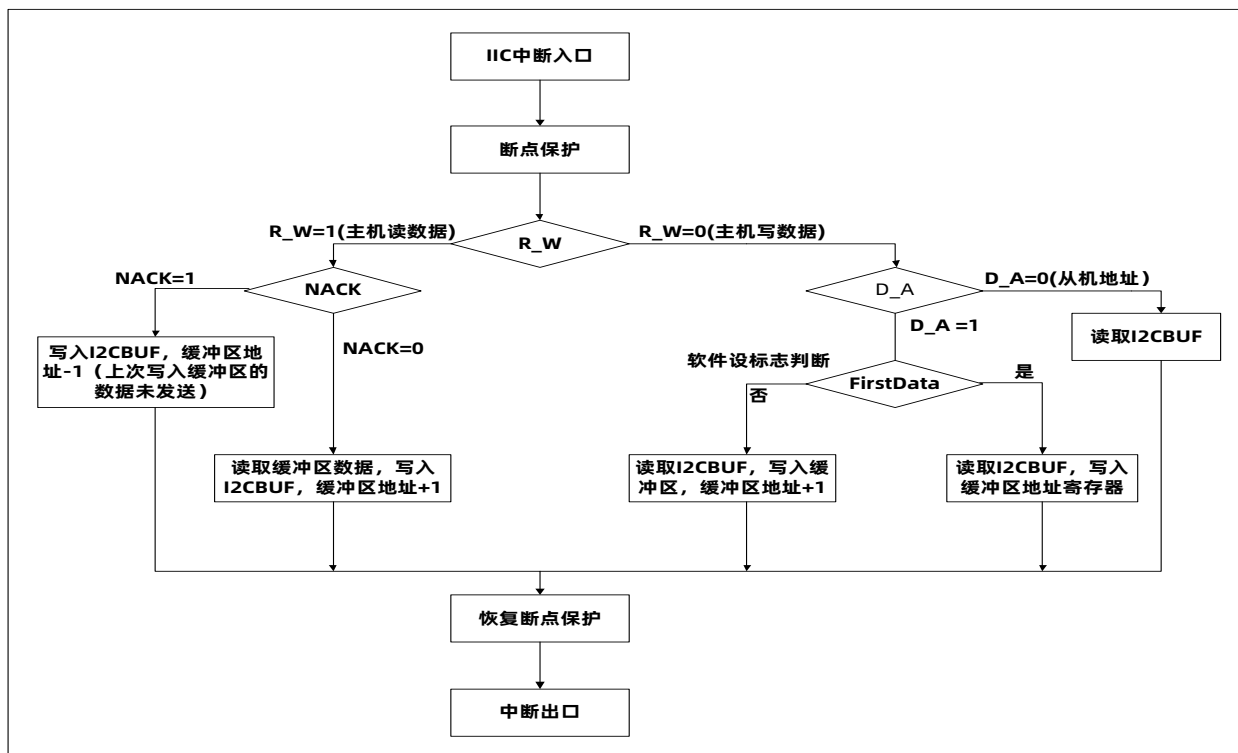 IIC中断入口
断点保护
R_W=1(主机读数据)
R_W
R_W=0(主机写数据)
NACK=1
NACK
D_A
D_A=0(从机地址)
D_A =1
读取I2CBUF
写入I2CBUF，缓冲区地
址-1（上次写入缓冲区的
数据未发送）
NACK=0
软件设标志判断
FirstData
否
是
读取缓冲区数据，写入
I2CBUF，缓冲区地址+1
读取I2CBUF，写入缓
冲区，缓冲区地址+1
读取I2CBUF，写入
缓冲区地址寄存器
恢复断点保护
中断出口